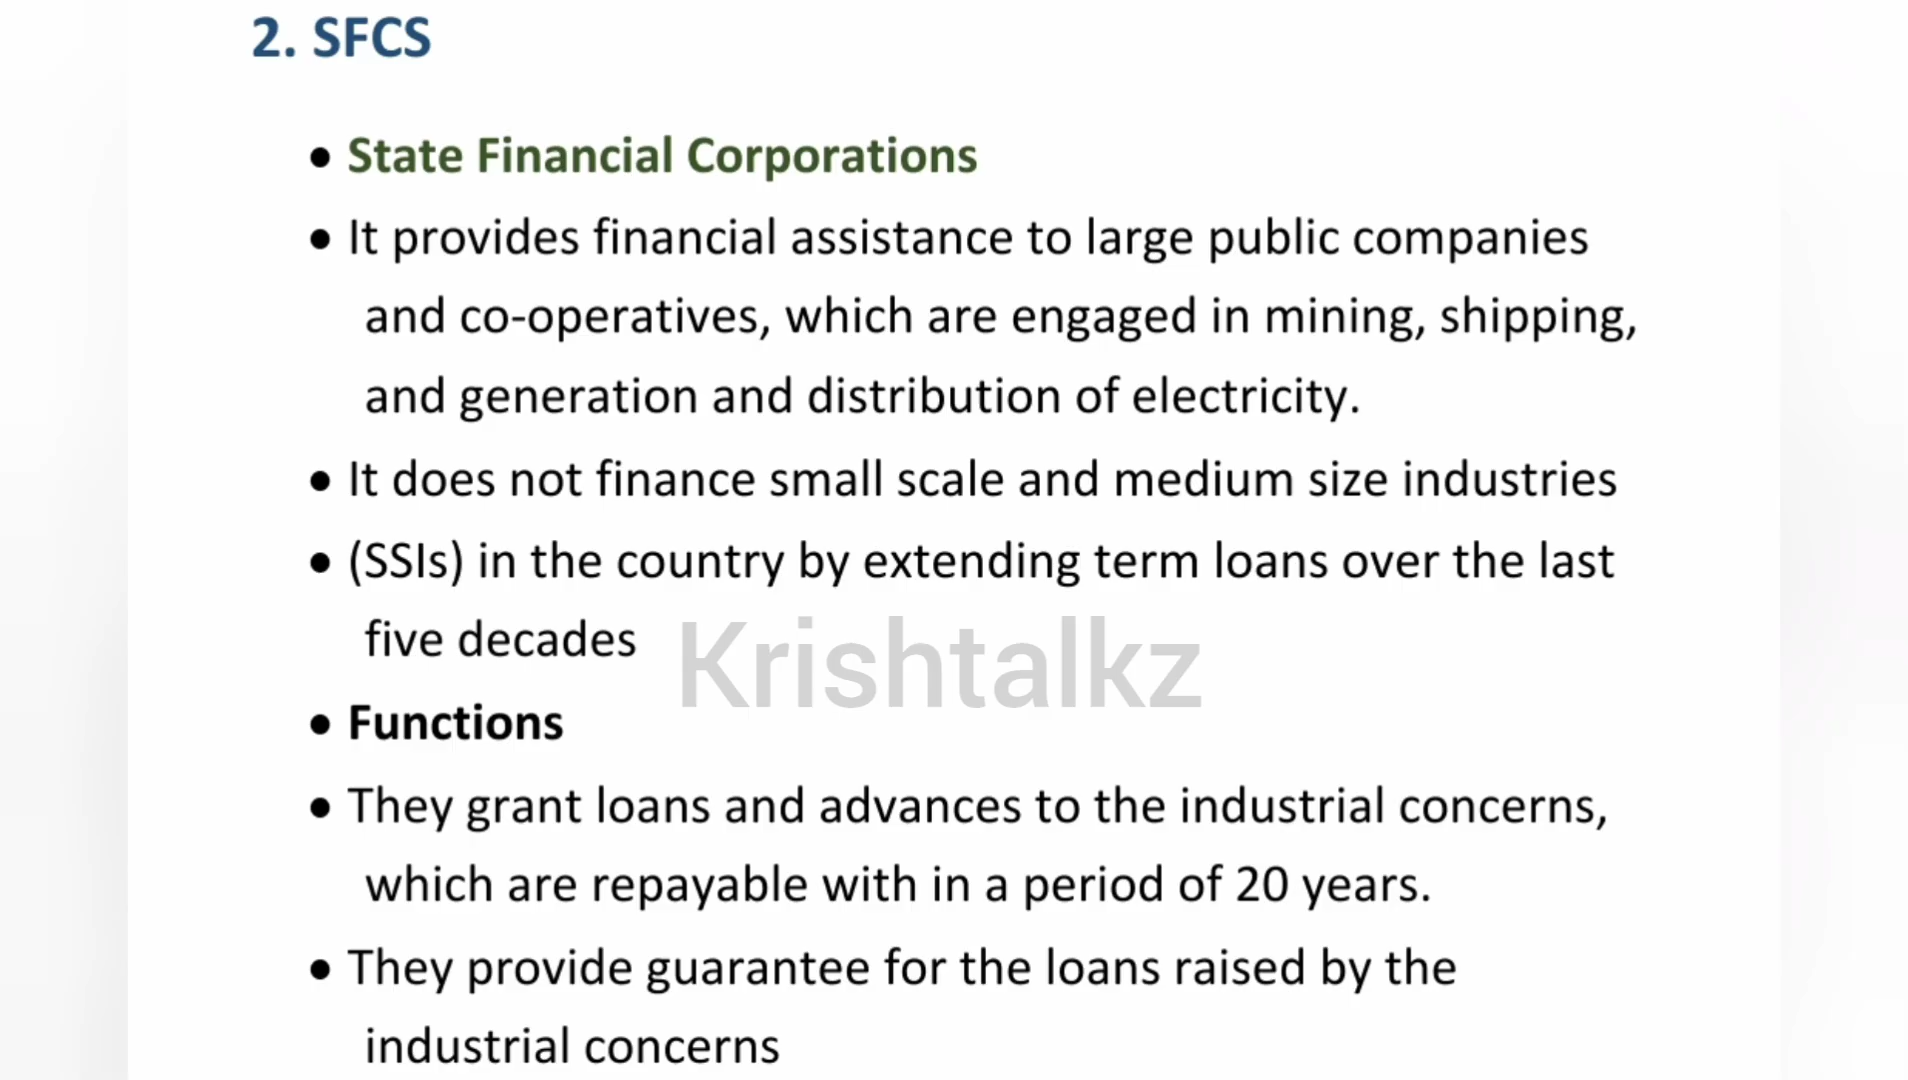 2. SFCS
• State Financial Corporations
• It provides financial assistance to large public companies
and co-operatives, which are engaged in mining, shipping,
and generation and distribution of electricity.
• It does not finance small scale and medium size industries
• (SSIs) in the country by extending term loans over the last
five decades
Krishtalkz
• Functions
• They grant loans and advances to the industrial concerns,
which are repayable with in a period of 20 years.
• They provide guarantee for the loans raised by the
industrial concerns